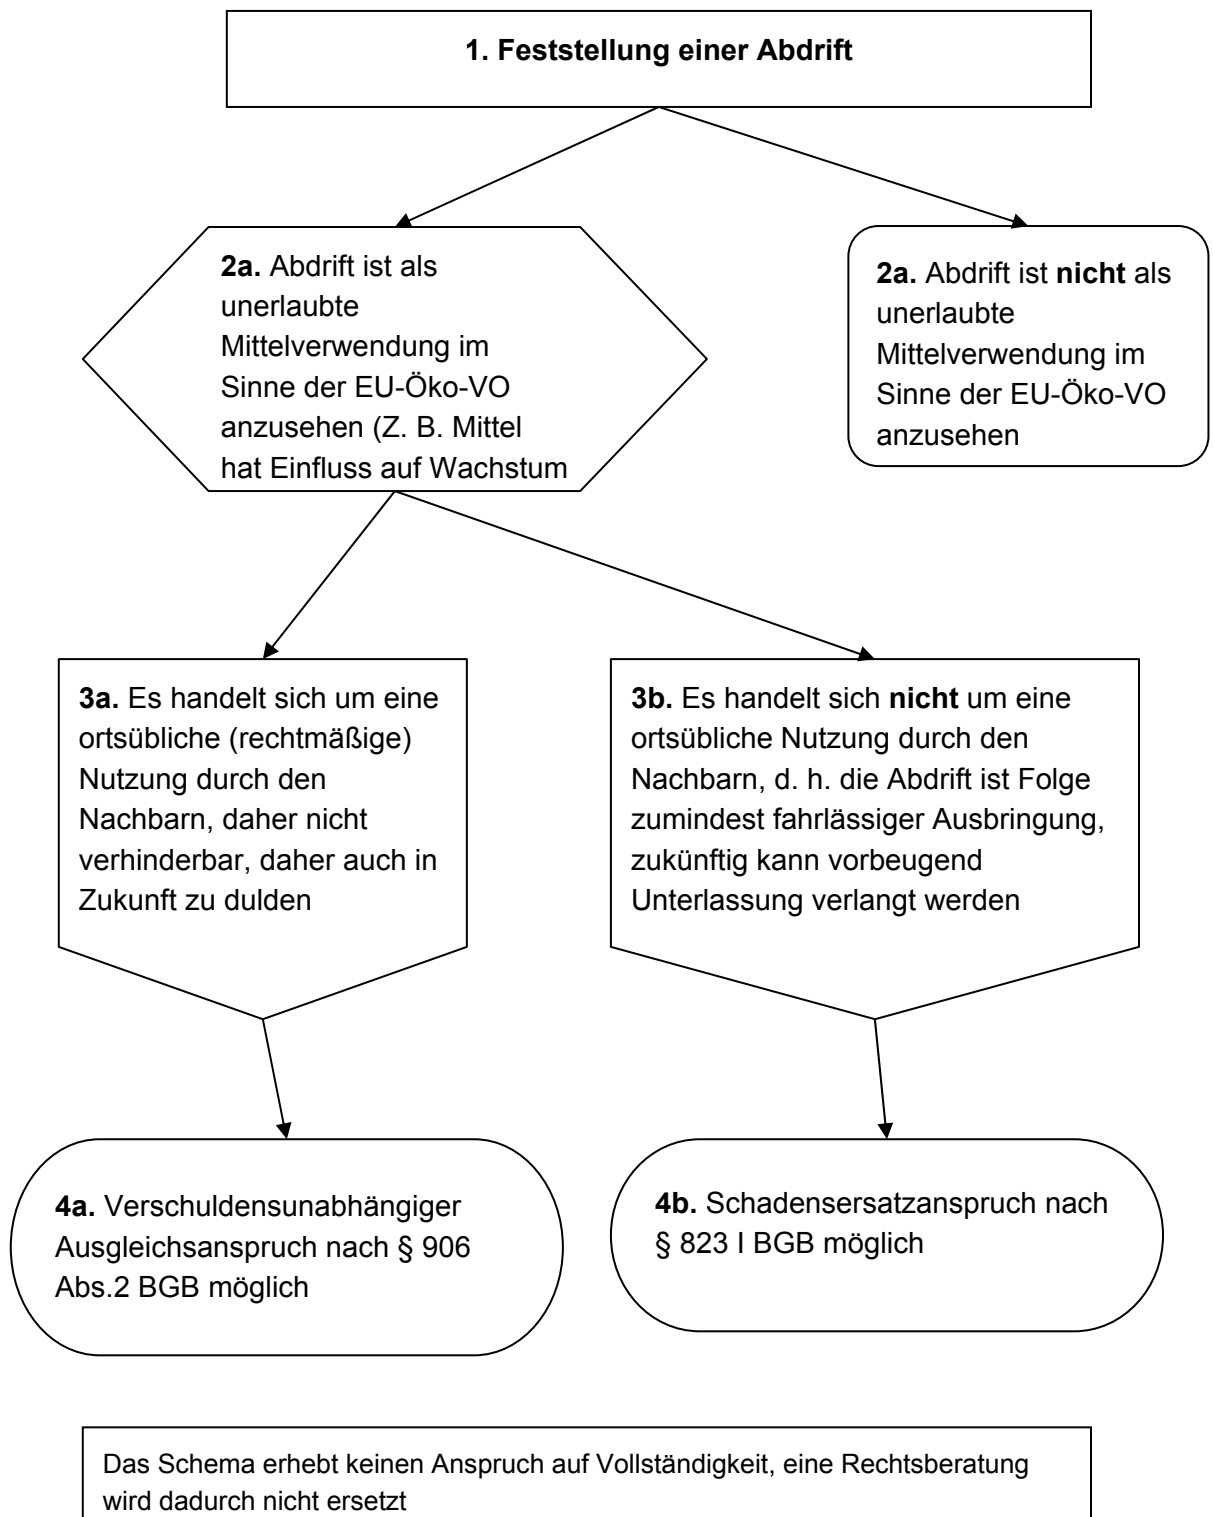 1. Feststellung einer Abdrift
2a. Abdrift ist als
unerlaubte
Mittelverwendung im
Sinne der EU-Öko-VO
anzusehen (Z. B. Mittel
hat Einfluss auf Wachstum
2a. Abdrift ist nicht als
unerlaubte
Mittelverwendung im
Sinne der EU-Öko-VO
anzusehen
3a. Es handelt sich um eine
ortsübliche (rechtmäßige)
Nutzung durch den
Nachbarn, daher nicht
verhinderbar, daher auch in
Zukunft zu dulden
3b. Es handelt sich nicht um eine
ortsübliche Nutzung durch den
Nachbarn, d. h. die Abdrift ist Folge
zumindest fahrlässiger Ausbringung,
zukünftig kann vorbeugend
Unterlassung verlangt werden
4a. Verschuldensunabhängiger
Ausgleichsanspruch nach § 906
Abs.2 BGB möglich
4b. Schadensersatzanspruch nach
§ 823 I BGB möglich
Das Schema erhebt keinen Anspruch auf Vollständigkeit, eine Rechtsberatung
wird dadurch nicht ersetzt